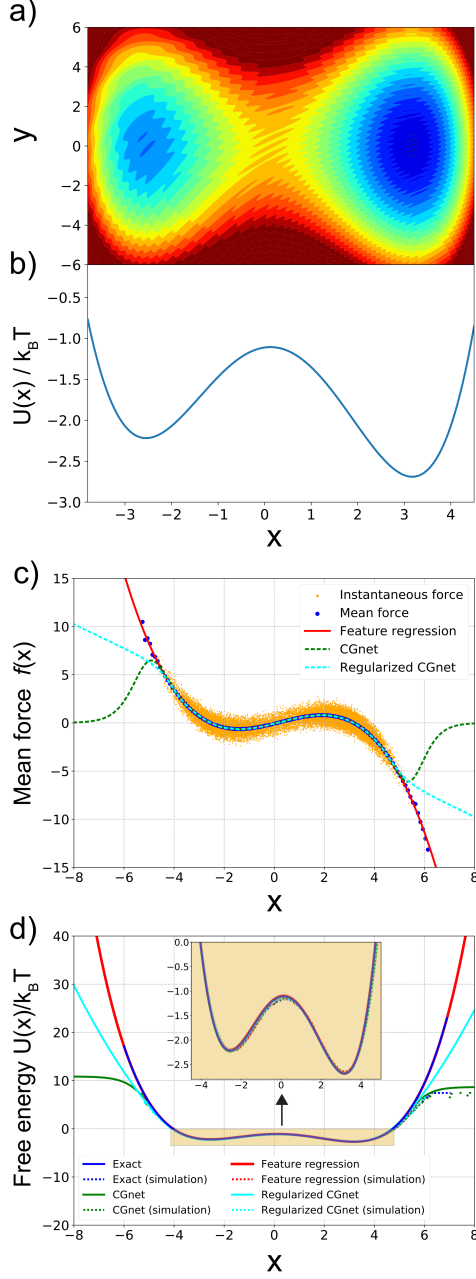 a)
6
4
2
0
−2
−4
−6
y
b)
−0.5
−1.0
−1.5
−2.0
−2.5
−3.0
U(x) / kBT
−3 −2 −1 0 1 2 3 4
x
c)
15
10
5
0
−5
−10
−15
Mean force f(x)
Instantaneous force
Mean force
Feature regression
CGnet
Regularized CGnet
−8 −6 −4 −2 0 2 4 6 8
x
d)
40
30
20
10
0
−10
−20
Free energy U(x)/kBT
0.0
−0.5
−1.0
−1.5
−2.0
−2.5
−4 −2 0 2 4
Exact
Exact (simulation)
CGnet
CGnet (simulation)
Feature regression
Feature regression (simulation)
Regularized CGnet
Regularized CGnet (simulation)
−8 −6 −4 −2 0 2 4 6 8
x